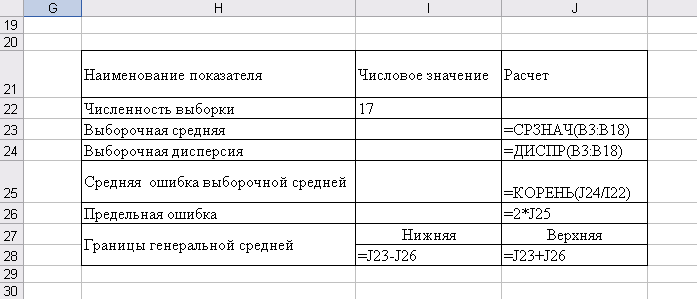 G H I J
19
20
21 Наименование показателя Числовое значение Расчет
22 Численность выборки 17
23 Выборочная средняя =СРЗНАЧ(B3:B18)
24 Выборочная дисперсия =ДИСПР(B3:B18)
25 Средняя ошибка выборочной средней =КОРЕНЬ(J24/I22)
26 Предельная ошибка =2*J25
27 Границы генеральной средней Нижняя Верхняя
28 =J23-J26 =J23+J26
29
30